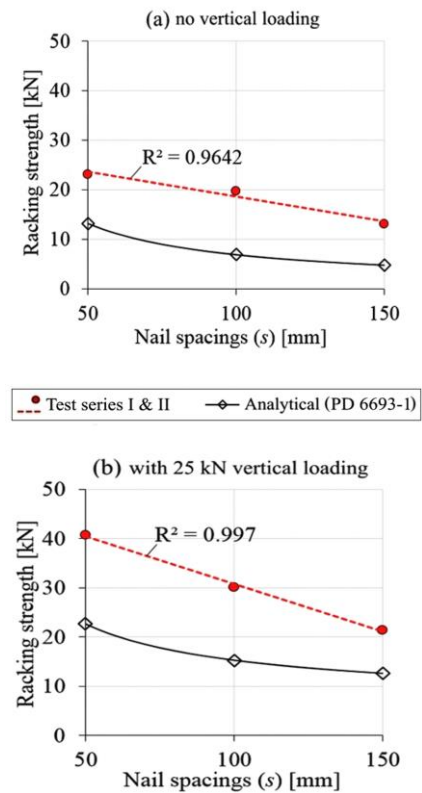 (a) no vertical loading
Racking strength [kN]
50
40
30
20
10
0
R² = 0.9642
50
100
150
Nail spacings (s) [mm]
Test series I & II
Analytical (PD 6693-1)
(b) with 25 kN vertical loading
Racking strength [kN]
50
40
30
20
10
0
R² = 0.997
50
100
150
Nail spacings (s) [mm]